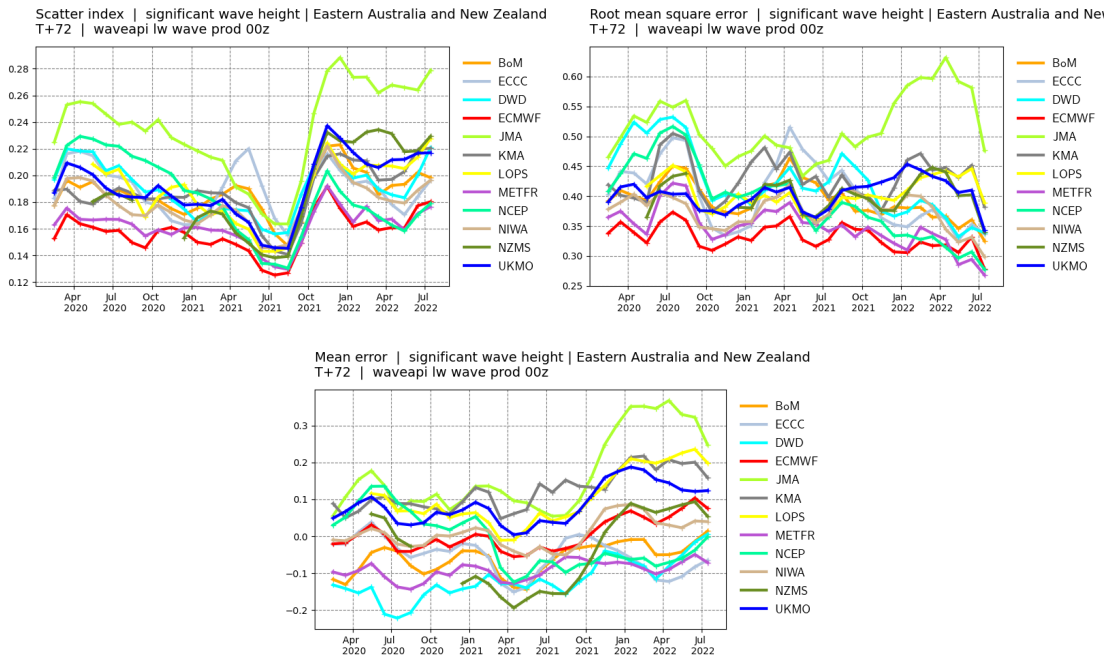 Scatter index  |  significant wave height | Eastern Australia and New Zealand
T+72  |  waveapi lw wave prod 00z
0.28
0.26
0.24
0.22
0.20
0.18
0.16
0.14
0.12
Apr 2020
Jul 2020
Oct 2020
Jan 2021
Apr 2021
Jul 2021
Oct 2021
Jan 2022
Apr 2022
Jul 2022
BoM
ECCC
DWD
ECMWF
JMA
KMA
LOPS
METFR
NCEP
NIWA
NZMS
UKMO
Root mean square error  |  significant wave height | Eastern Australia and Nev
T+72  |  waveapi lw wave prod 00z
0.65
0.60
0.55
0.50
0.45
0.40
0.35
0.30
0.25
Apr 2020
Jul 2020
Oct 2020
Jan 2021
Apr 2021
Jul 2021
Oct 2021
Jan 2022
Apr 2022
Jul 2022
BoM
ECCC
DWD
ECMWF
JMA
KMA
LOPS
METFR
NCEP
NIWA
NZMS
UKMO
Mean error  |  significant wave height | Eastern Australia and New Zealand
T+72  |  waveapi lw wave prod 00z
0.3
0.2
0.1
0.0
−0.1
−0.2
Apr 2020
Jul 2020
Oct 2020
Jan 2021
Apr 2021
Jul 2021
Oct 2021
Jan 2022
Apr 2022
Jul 2022
BoM
ECCC
DWD
ECMWF
JMA
KMA
LOPS
METFR
NCEP
NIWA
NZMS
UKMO